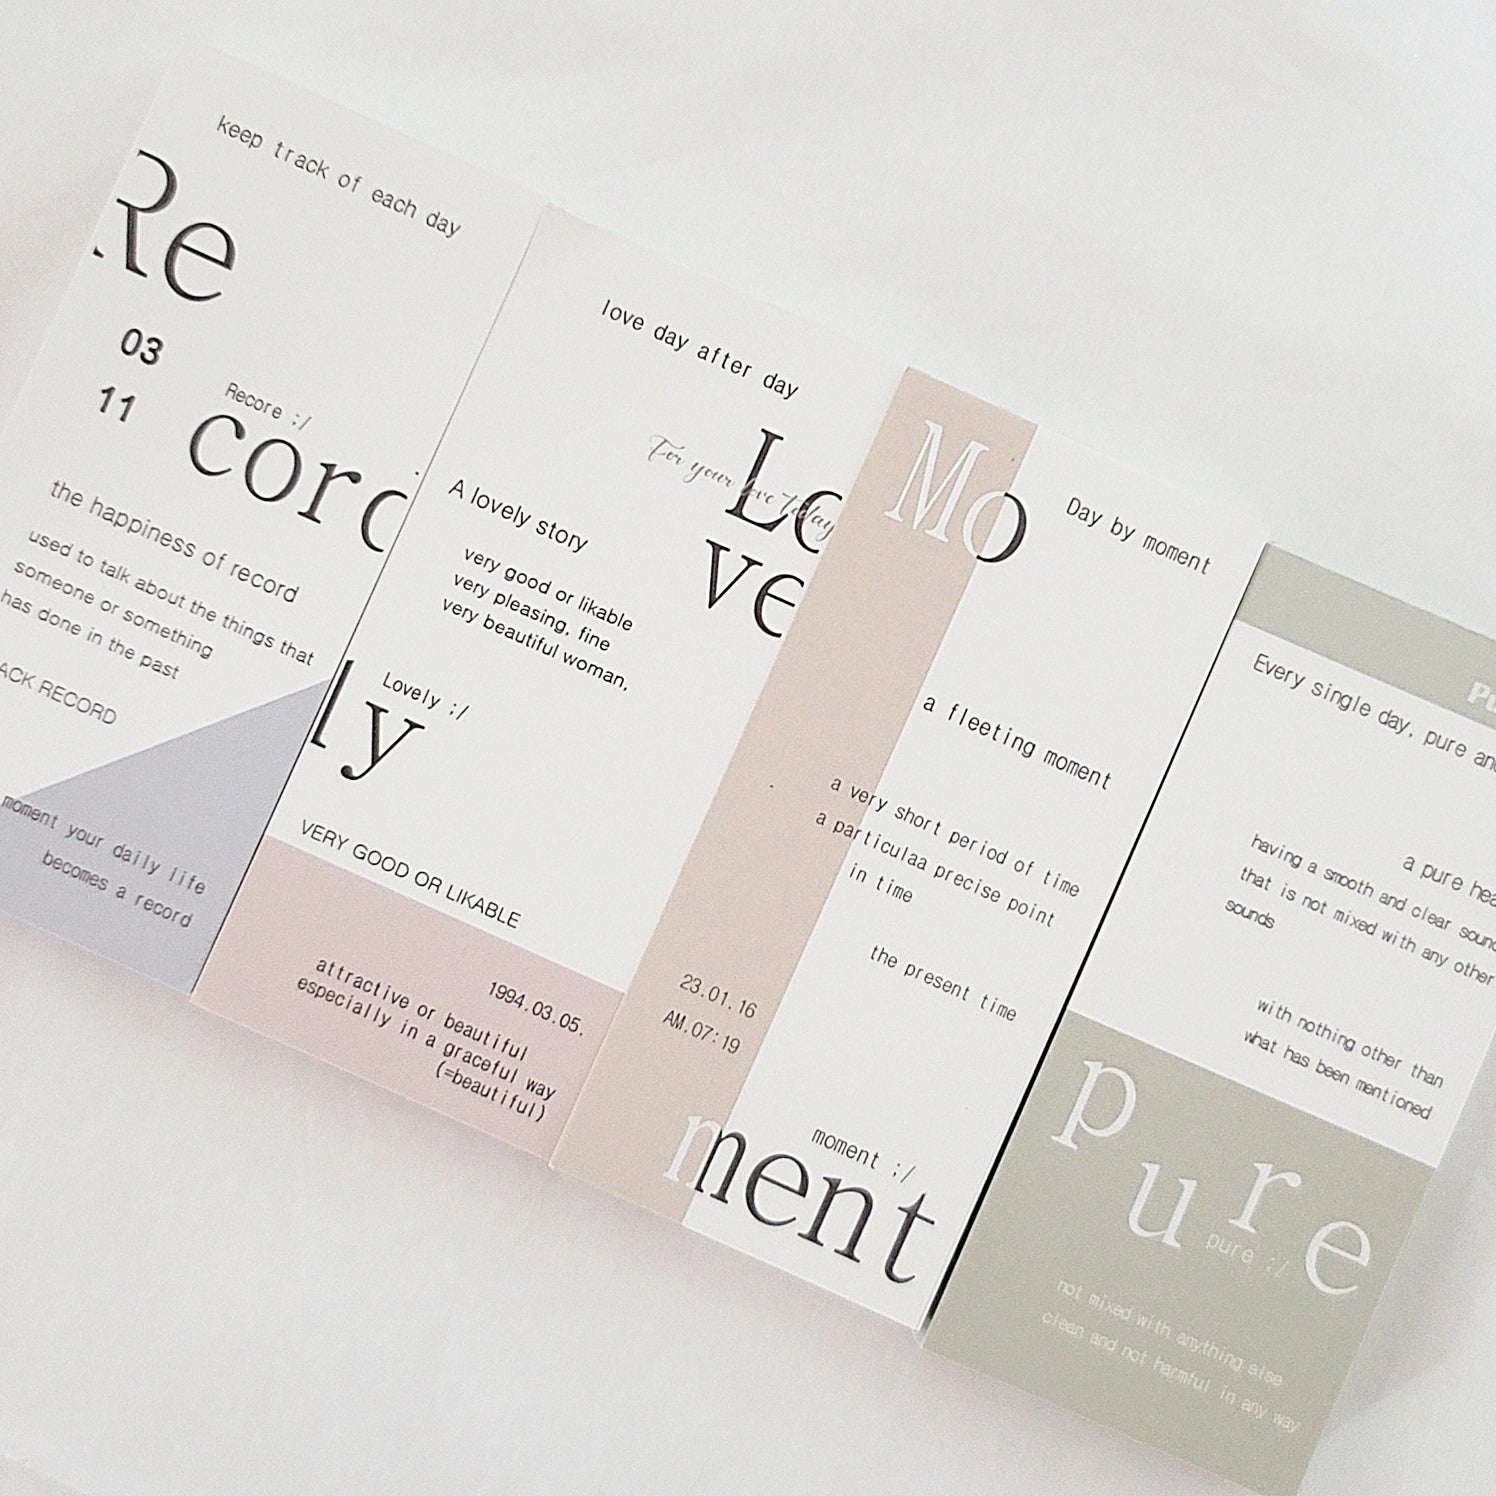 keep track of each day
Re
03
11
Recore :/
cord
the happiness of record
used to talk about the things that
someone or something
has done in the past
ACK RECORD
moment your daily life
becomes a record
love day after day
For your love today
Lo
ve
A lovely story
very good or likable
very pleasing, fine
very beautiful woman,
Lovely :/
ly
VERY GOOD OR LIKABLE
1994.03.05.
attractive or beautiful
especially in a graceful way
(=beautiful)
Mo
Day by moment
a fleeting moment
a very short period of time
a particulaa precise point
in time
the present time
23.01.16
AM.07:19
moment :/
ment
Pu
Every single day, pure and
a pure hea
having a smooth and clear sound
that is not mixed with any other
sounds
with nothing other than
what has been mentioned
pure
pure :/
not mixed with anything else
clean and not harmful in any way